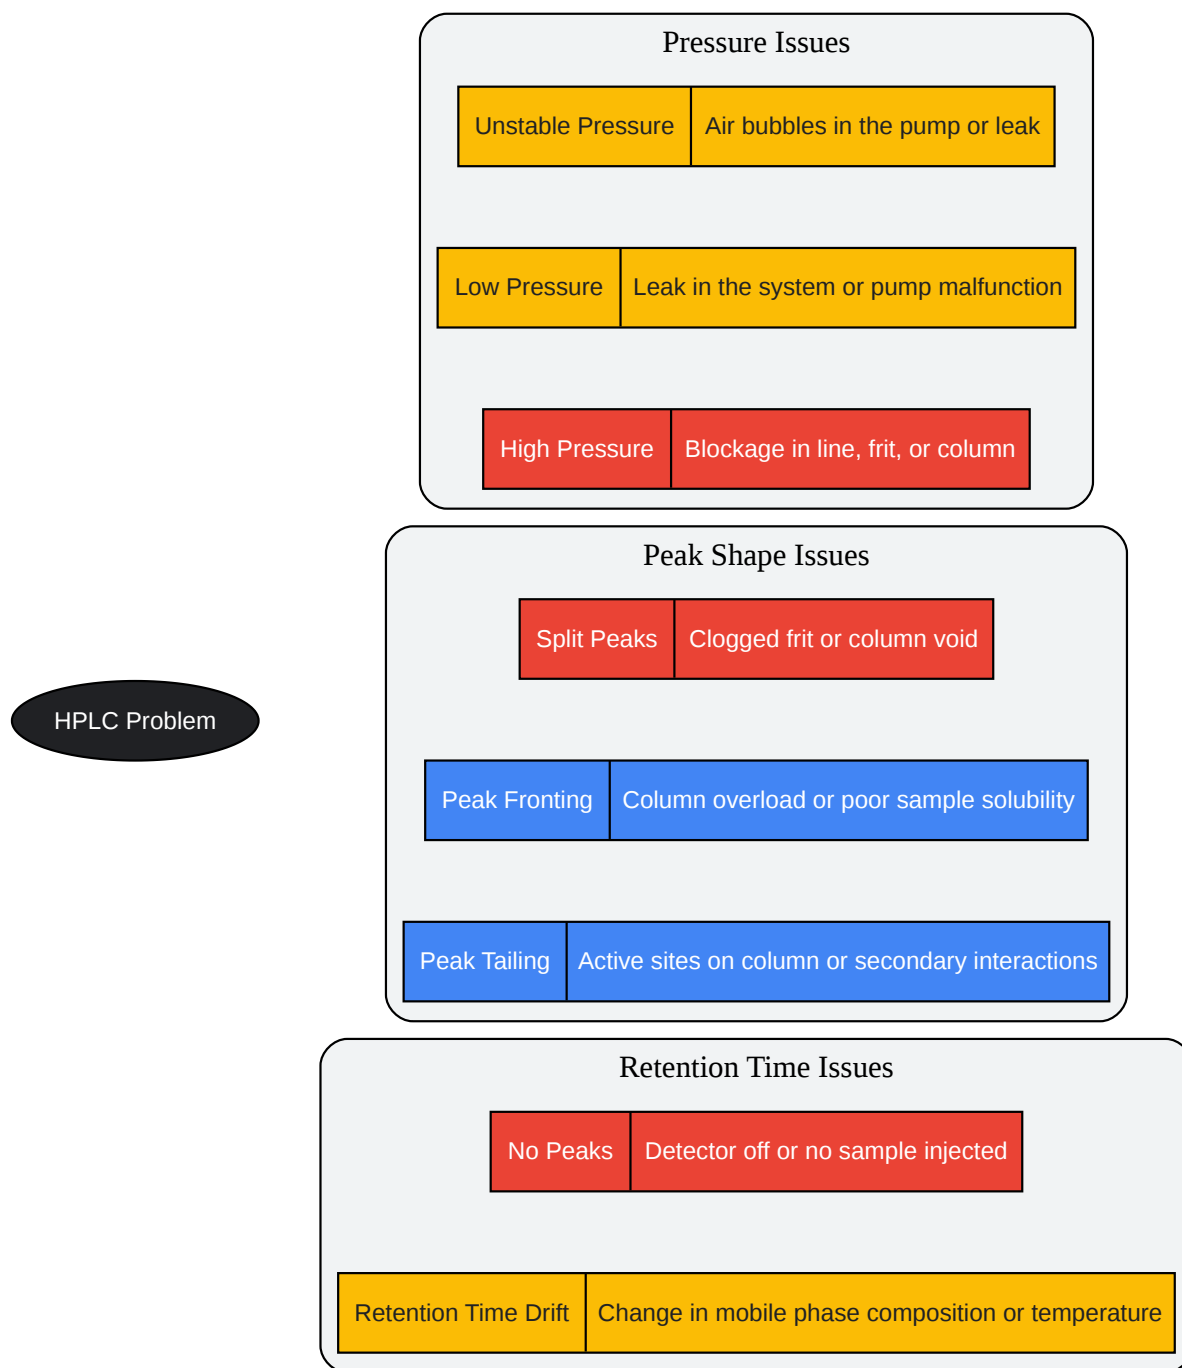 Pressure Issues
Unstable Pressure Air bubbles in the pump or leak
Low Pressure Leak in the system or pump malfunction
High Pressure Blockage in line, frit, or column
Peak Shape Issues
Split Peaks Clogged frit or column void
HPLC Problem
Peak Fronting Column overload or poor sample solubility
Peak Tailing Active sites on column or secondary interactions
Retention Time Issues
No Peaks Detector off or no sample injected
Retention Time Drift Change in mobile phase composition or temperature